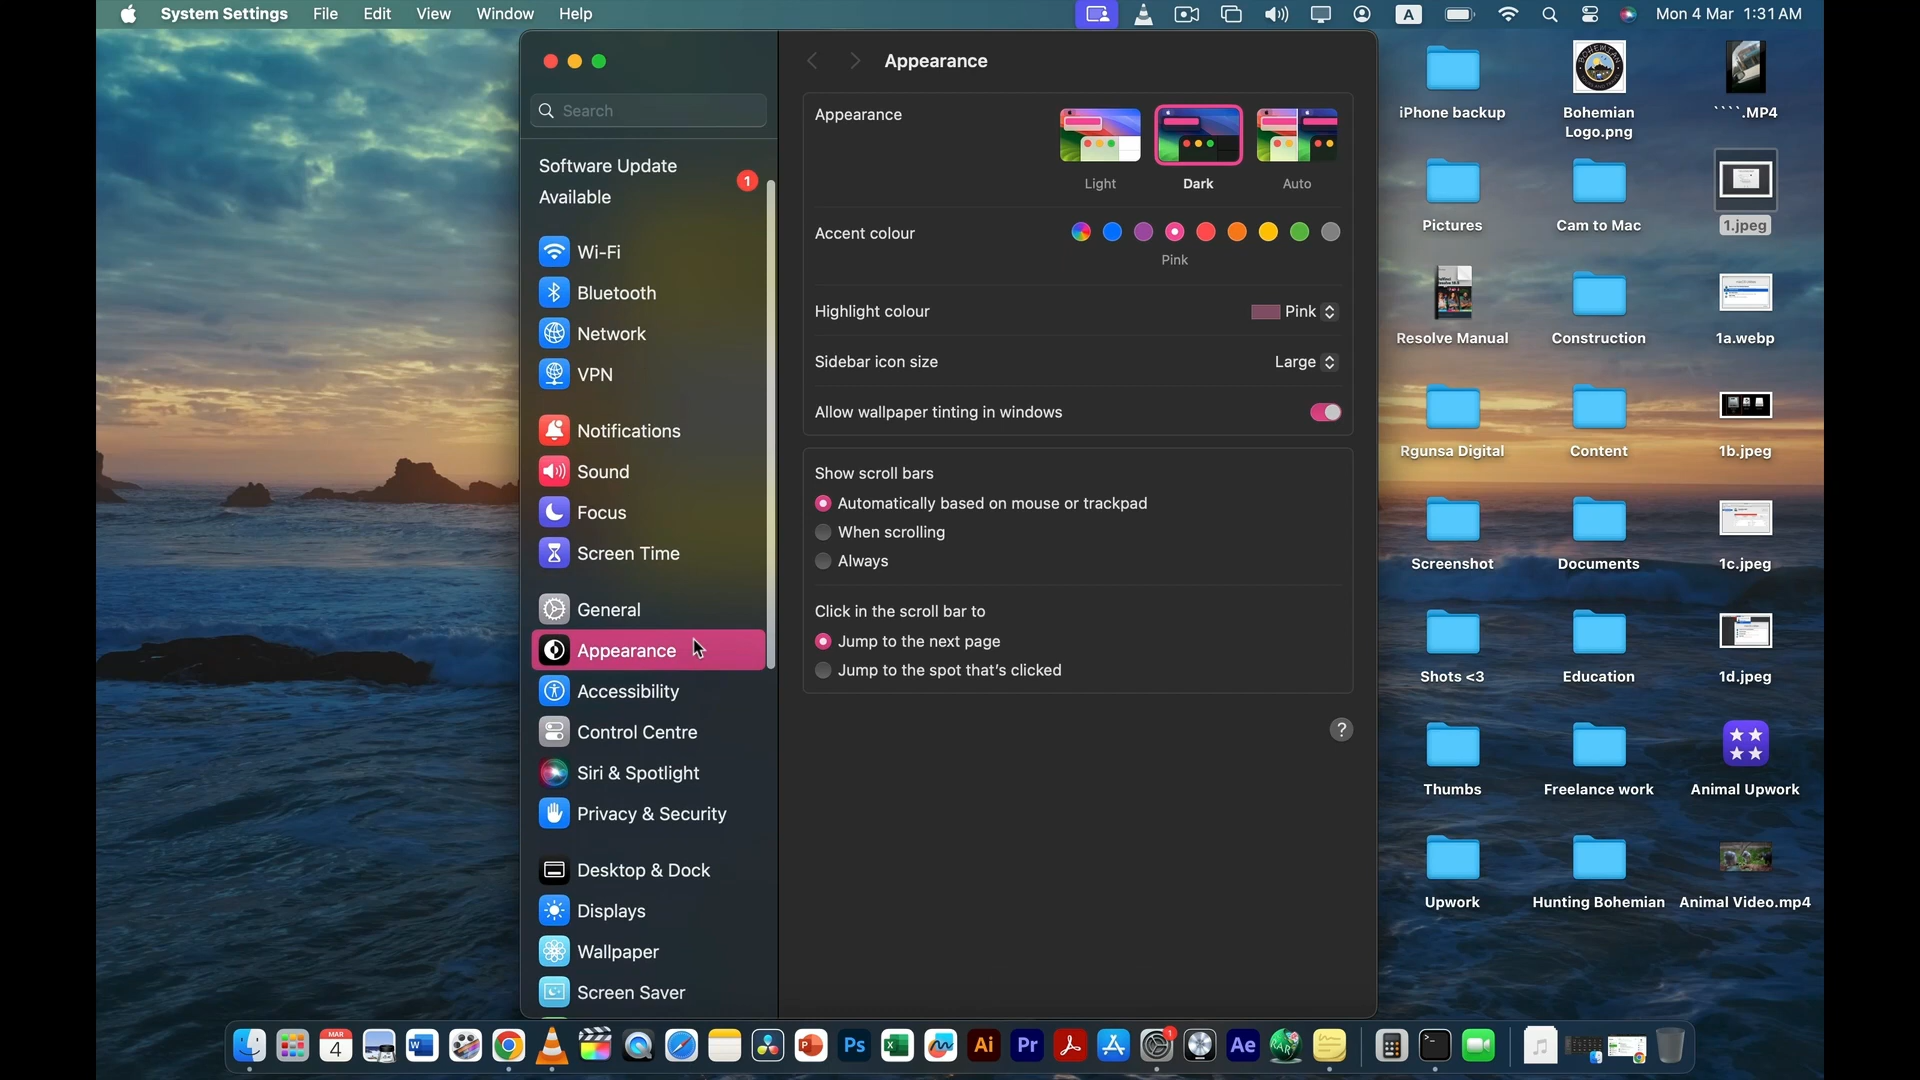 System Settings File Edit View Window Help
A
Mon 4 Mar 1:31 AM
Search
Software Update
Available
1
Wi-Fi
Bluetooth
Network
VPN
Notifications
Sound
Focus
Screen Time
General
Appearance
Accessibility
Control Centre
Siri & Spotlight
Privacy & Security
Desktop & Dock
Displays
Wallpaper
Screen Saver
Appearance
Appearance
Light
Dark
Auto
Accent colour
Pink
Highlight colour
Pink
Sidebar icon size
Large
Allow wallpaper tinting in windows
Show scroll bars
Automatically based on mouse or trackpad
When scrolling
Always
Click in the scroll bar to
Jump to the next page
Jump to the spot that's clicked
?
iPhone backup
Bohemian
Logo.png
````.MP4
Pictures
Cam to Mac
1.jpeg
Resolve Manual
Construction
1a.webp
Rgunsa Digital
Content
1b.jpeg
Screenshot
Documents
1c.jpeg
Shots <3
Education
1d.jpeg
Thumbs
Freelance work
Animal Upwork
Upwork
Hunting Bohemian
Animal Video.mp4
MAR
4
W
P
Ps
X
Ai
Pr
1
Ae